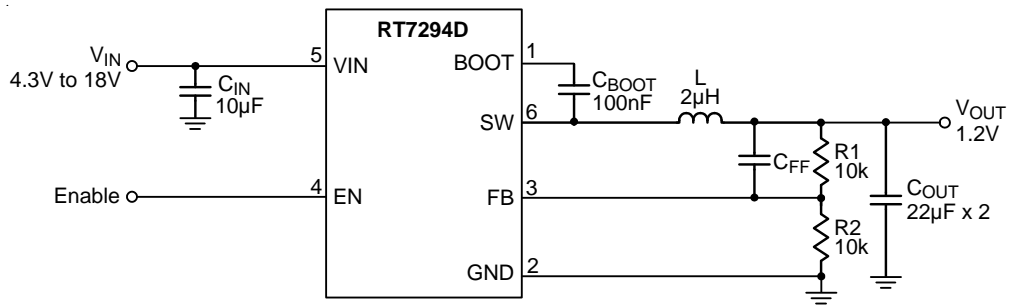 RT7294D
VIN
4.3V to 18V
CIN
10µF
5
VIN
BOOT
1
CBOOT
100nF
L
2µH
6
SW
VOUT
1.2V
CFF
R1
10k
Enable
4
EN
FB
3
COUT
22µF x 2
R2
10k
GND
2